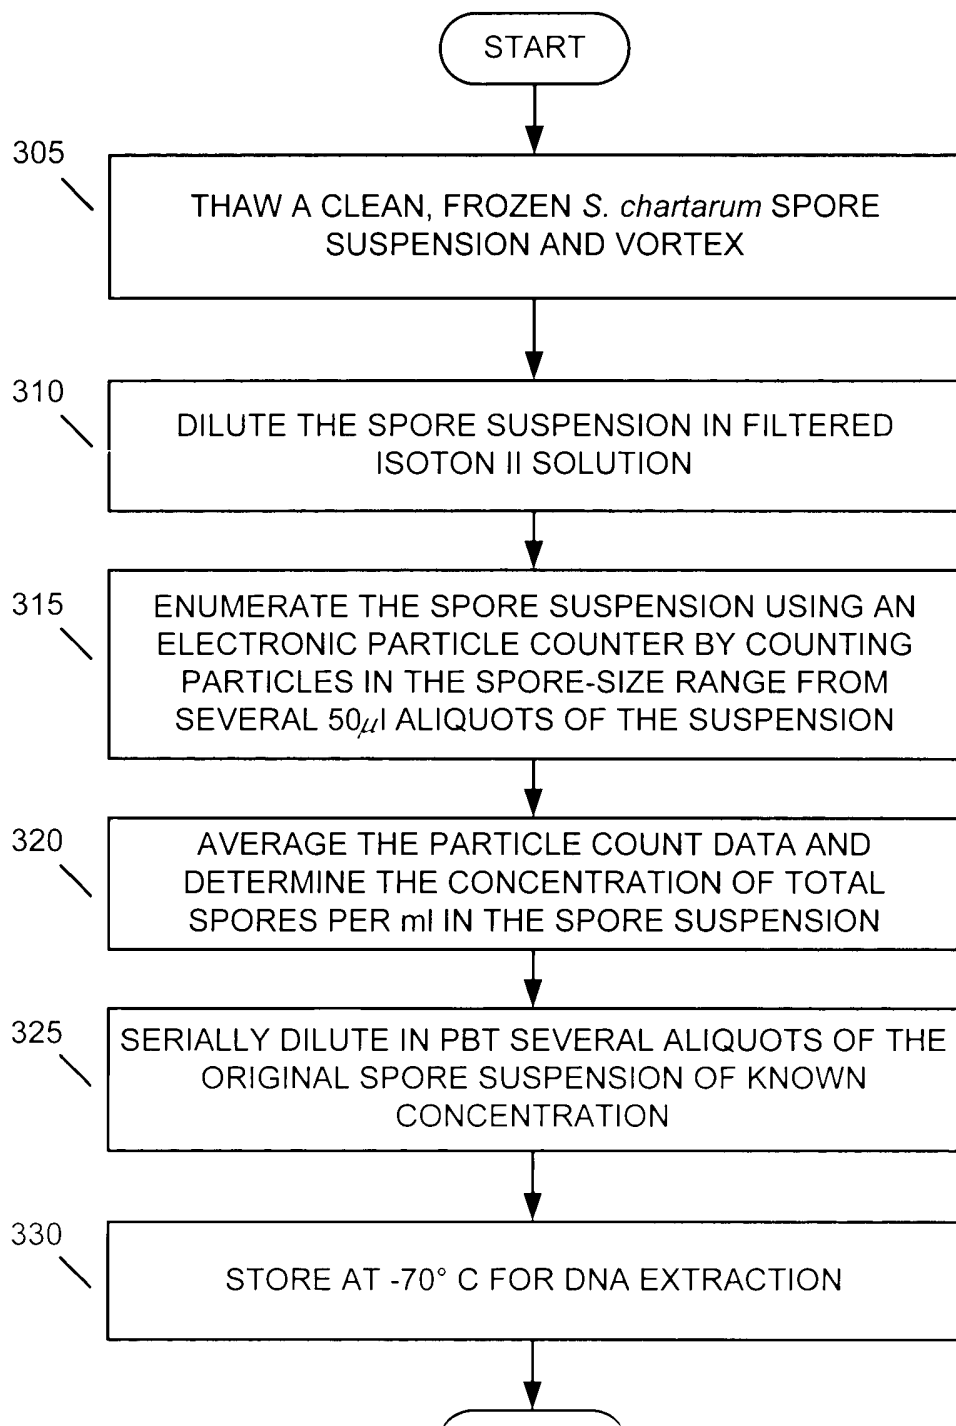 START
305
THAW A CLEAN, FROZEN S. chartarum SPORE
SUSPENSION AND VORTEX
310
DILUTE THE SPORE SUSPENSION IN FILTERED
ISOTON II SOLUTION
315
ENUMERATE THE SPORE SUSPENSION USING AN
ELECTRONIC PARTICLE COUNTER BY COUNTING
PARTICLES IN THE SPORE-SIZE RANGE FROM
SEVERAL 50μl ALIQUOTS OF THE SUSPENSION
320
AVERAGE THE PARTICLE COUNT DATA AND
DETERMINE THE CONCENTRATION OF TOTAL
SPORES PER ml IN THE SPORE SUSPENSION
325
SERIALLY DILUTE IN PBT SEVERAL ALIQUOTS OF THE
ORIGINAL SPORE SUSPENSION OF KNOWN
CONCENTRATION
330
STORE AT -70° C FOR DNA EXTRACTION